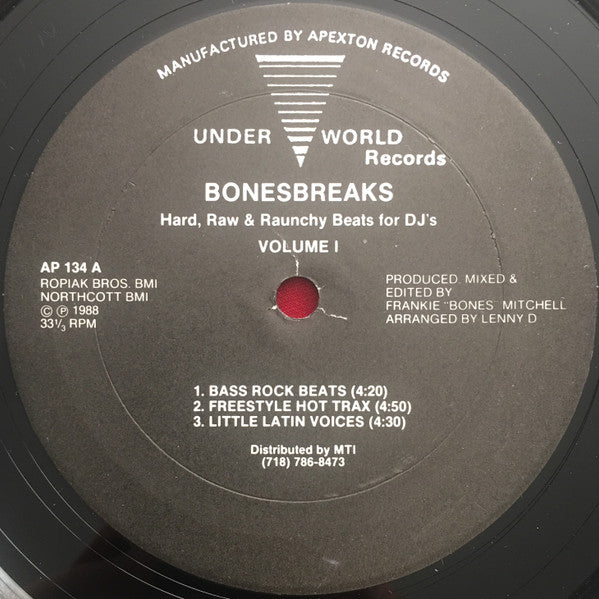 MANUFACTURED BY APEXTON RECORDS
UNDER WORLD
Records
BONESBREAKS
Hard, Raw & Raunchy Beats for DJ's
VOLUME I
AP 134 A
ROPIAK BROS. BMI
NORTHCOTT BMI
© ℗ 1988
33⅓ RPM
PRODUCED. MIXED &
EDITED BY
FRANKIE "BONES" MITCHELL
ARRANGED BY LENNY D
1. BASS ROCK BEATS (4:20)
2. FREESTYLE HOT TRAX (4:50)
3. LITTLE LATIN VOICES (4:30)
Distributed by MTI
(718) 786-8473